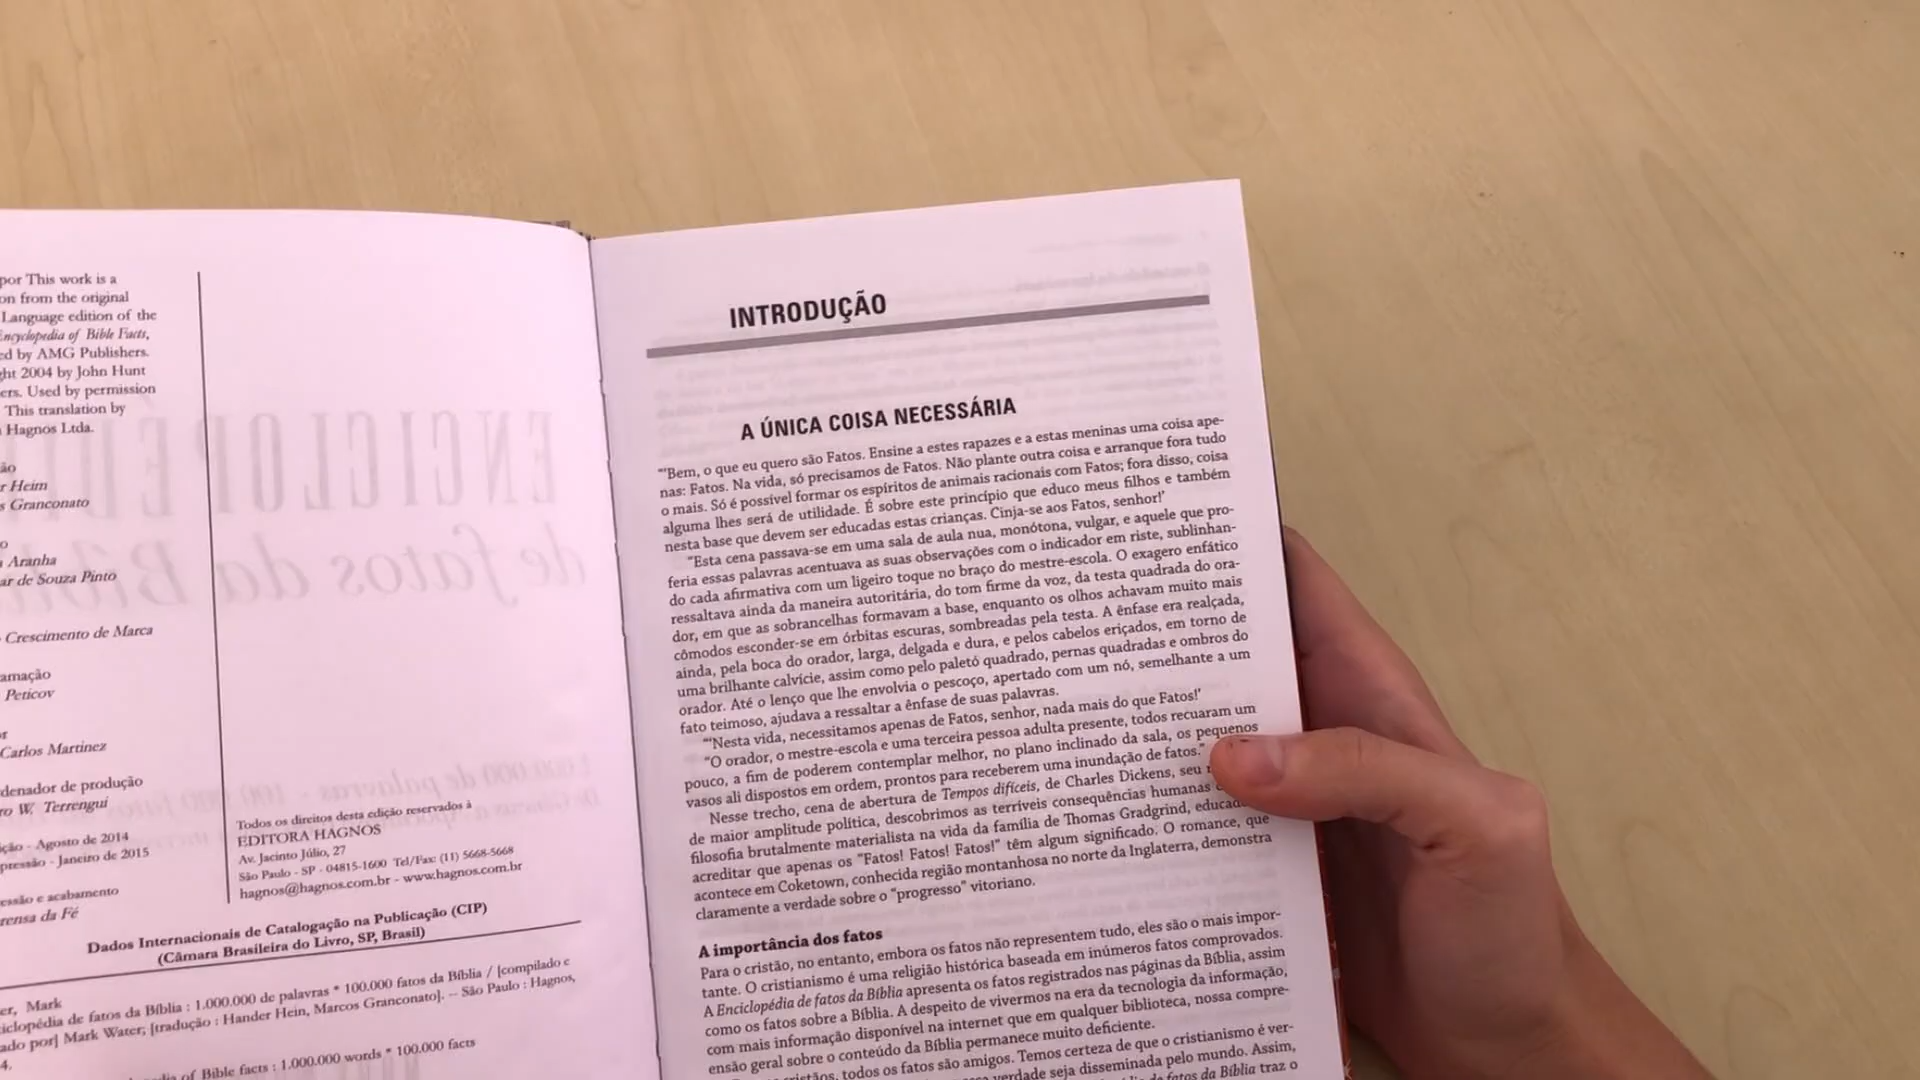 por This work is a
on from the original
Language edition of the
Encyclopedia of Bible Facts,
ed by AMG Publishers.
ght 2004 by John Hunt
ers. Used by permission
This translation by
Hagnos Ltda.
ão
r Heim
s Granconato
o
Aranha
ar de Souza Pinto
Crescimento de Marca
amação
Peticov
or
Carlos Martinez
denador de produção
ro W. Terrengui
ição - Agosto de 2014
pressão - Janeiro de 2015
essão e acabamento
rensa da Fé
Todos os direitos desta edição reservados à
EDITORA HAGNOS
Av. Jacinto Júlio, 27
São Paulo - SP - 04815-1600 Tel/Fax: (11) 5668-5668
hagnos@hagnos.com.br - www.hagnos.com.br
Dados Internacionais de Catalogação na Publicação (CIP)
(Câmara Brasileira do Livro, SP, Brasil)
er, Mark
ciclopédia de fatos da Bíblia : 1.000.000 de palavras * 100.000 fatos da Bíblia / [compilado e
ado por] Mark Water; [tradução : Hander Hein, Marcos Granconato]. -- São Paulo : Hagnos,
4.
dia of Bible facts : 1.000.000 words * 100.000 facts
INTRODUÇÃO
A ÚNICA COISA NECESSÁRIA
"'Bem, o que eu quero são Fatos. Ensine a estes rapazes e a estas meninas uma coisa ape-
nas: Fatos. Na vida, só precisamos de Fatos. Não plante outra coisa e arranque fora tudo
o mais. Só é possível formar os espíritos de animais racionais com Fatos; fora disso, coisa
alguma lhes será de utilidade. É sobre este princípio que educo meus filhos e também
nesta base que devem ser educadas estas crianças. Cinja-se aos Fatos, senhor!'
"Esta cena passava-se em uma sala de aula nua, monótona, vulgar, e aquele que pro-
feria essas palavras acentuava as suas observações com o indicador em riste, sublinhan-
do cada afirmativa com um ligeiro toque no braço do mestre-escola. O exagero enfático
ressaltava ainda da maneira autoritária, do tom firme da voz, da testa quadrada do ora-
dor, em que as sobrancelhas formavam a base, enquanto os olhos achavam muito mais
cômodos esconder-se em órbitas escuras, sombreadas pela testa. A ênfase era realçada,
ainda, pela boca do orador, larga, delgada e dura, e pelos cabelos eriçados, em torno de
uma brilhante calvície, assim como pelo paletó quadrado, pernas quadradas e ombros do
orador. Até o lenço que lhe envolvia o pescoço, apertado com um nó, semelhante a um
fato teimoso, ajudava a ressaltar a ênfase de suas palavras.
"'Nesta vida, necessitamos apenas de Fatos, senhor, nada mais do que Fatos!'
"O orador, o mestre-escola e uma terceira pessoa adulta presente, todos recuaram um
pouco, a fim de poderem contemplar melhor, no plano inclinado da sala, os pequenos
vasos ali dispostos em ordem, prontos para receberem uma inundação de fatos."
Nesse trecho, cena de abertura de Tempos difíceis, de Charles Dickens, seu
de maior amplitude política, descobrimos as terríveis consequências humanas
filosofia brutalmente materialista na vida da família de Thomas Gradgrind, educad
acreditar que apenas os "Fatos! Fatos! Fatos!" têm algum significado. O romance, que
acontece em Coketown, conhecida região montanhosa no norte da Inglaterra, demonstra
claramente a verdade sobre o "progresso" vitoriano.
A importância dos fatos
Para o cristão, no entanto, embora os fatos não representem tudo, eles são o mais impor-
tante. O cristianismo é uma religião histórica baseada em inúmeros fatos comprovados.
A Enciclopédia de fatos da Bíblia apresenta os fatos registrados nas páginas da Bíblia, assim
como os fatos sobre a Bíblia. A despeito de vivermos na era da tecnologia da informação,
com mais informação disponível na internet que em qualquer biblioteca, nossa compre-
ensão geral sobre o conteúdo da Bíblia permanece muito deficiente.
cristãos, todos os fatos são amigos. Temos certeza de que o cristianismo é ver-
verdade seja disseminada pelo mundo. Assim,
de fatos da Bíblia traz o